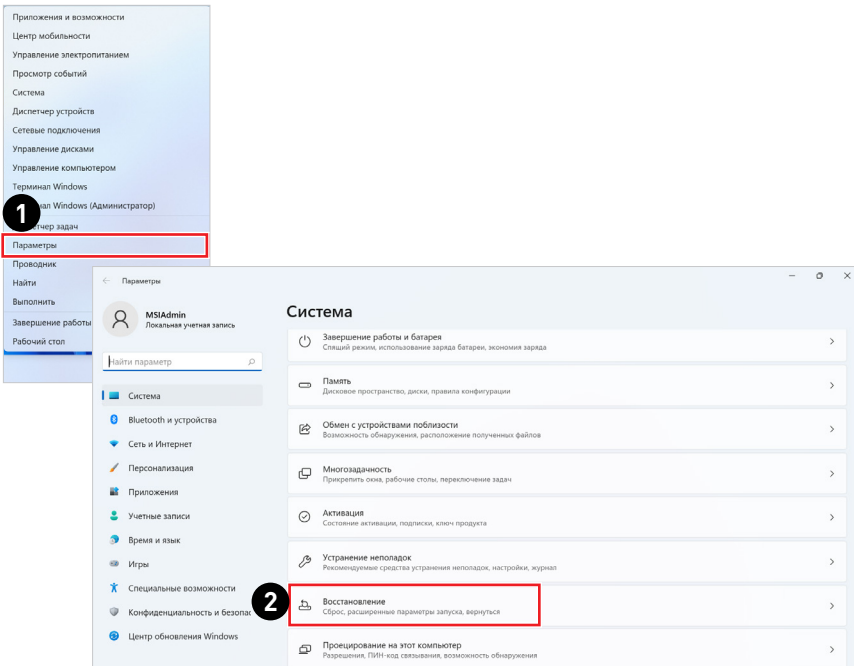 Приложения и возможности
Центр мобильности
Управление электропитанием
Просмотр событий
Система
Диспетчер устройств
Сетевые подключения
Управление дисками
Управление компьютером
Терминал Windows
Windows (Администратор)
1
задач
Параметры
Проводник
Найти
Выполнить
Завершение работы
Рабочий стол
Параметры
MSIAdmin
Локальная учетная запись
Найти параметр
Система
Bluetooth и устройства
Сеть и Интернет
Персонализация
Приложения
Учетные записи
Время и язык
Игры
Специальные возможности
Конфиденциальность и безопас
Центр обновления Windows
Система
Завершение работы и батарея
Спящий режим, использование заряда батареи, экономия заряда
Память
Дисковое пространство, диски, правила конфигурации
Обмен с устройствами поблизости
Возможность обнаружения, расположение полученных файлов
Многозадачность
Прикрепить окна, рабочие столы, переключение задач
Активация
Состояние активации, подписки, ключ продукта
Устранение неполадок
Рекомендуемые средства устранения неполадок, настройки, журнал
2
Восстановление
Сброс, расширенные параметры запуска, вернуться
Проецирование на этот компьютер
Разрешения, ПИН-код связывания, возможность обнаружения